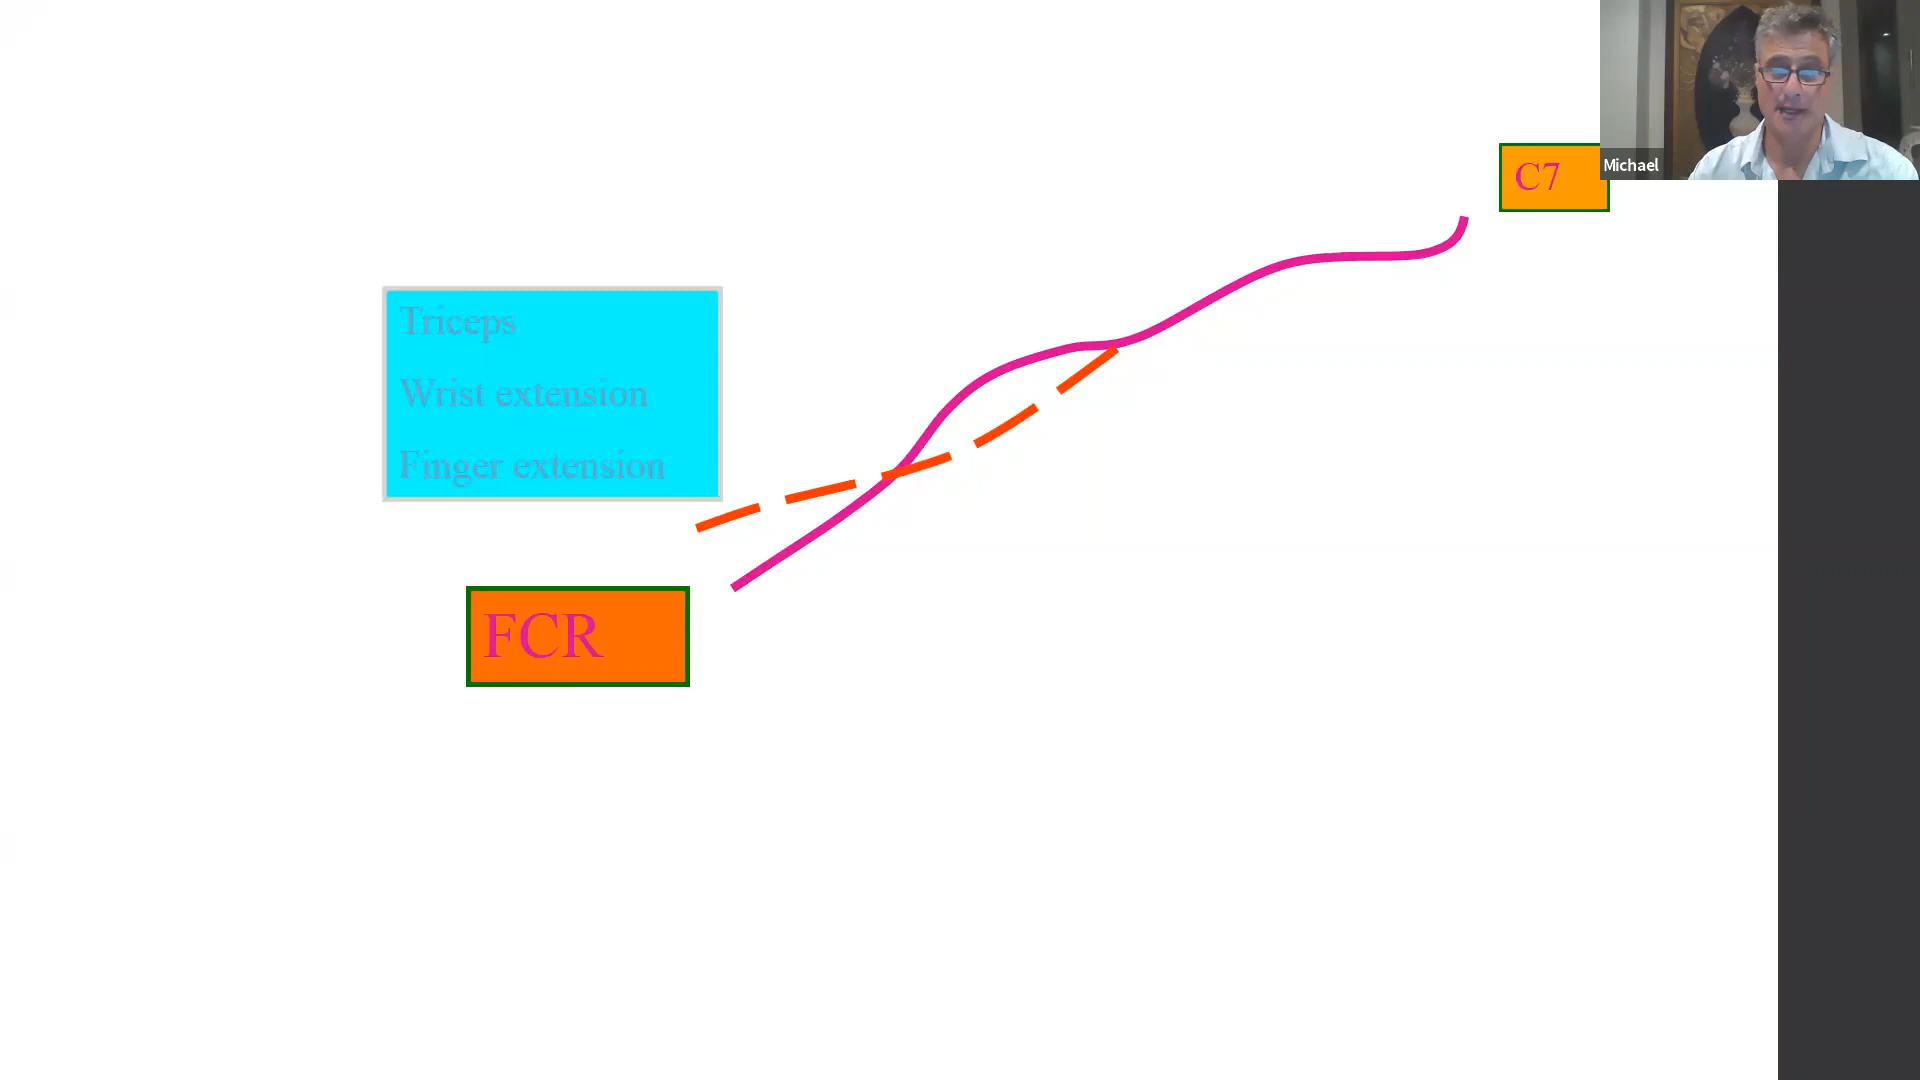 C7
Michael
Triceps
Wrist extension
Finger extension
FCR